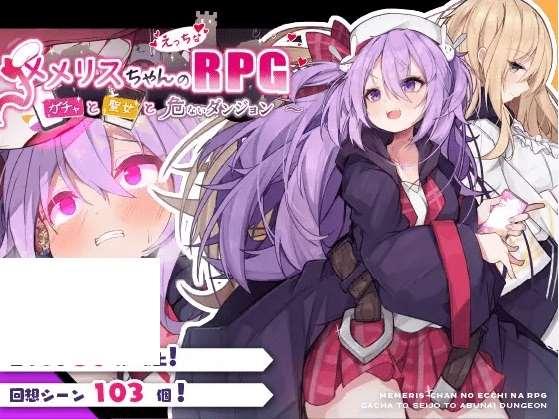 えっちな
メメリスちゃんのRPG
ガチャと聖女と危ないダンジョン
回想シーン 103 個!
MEMERIS CHAN NO ECCHI NA RPG
GACHA TO SEIJO TO ABUNAI DUNGEON